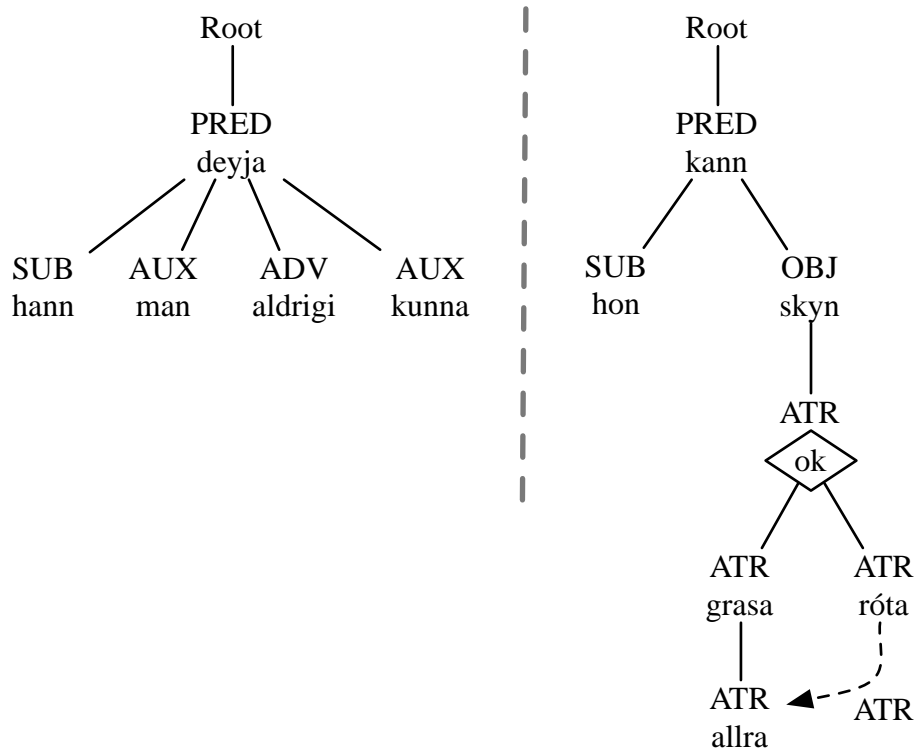 Root
PRED
deyja
SUB AUX ADV AUX
hann man aldrigi kunna
Root
PRED
kann
SUB OBJ
hon skyn
ATR
ok
ATR ATR
grasa róta
ATR ATR
allra